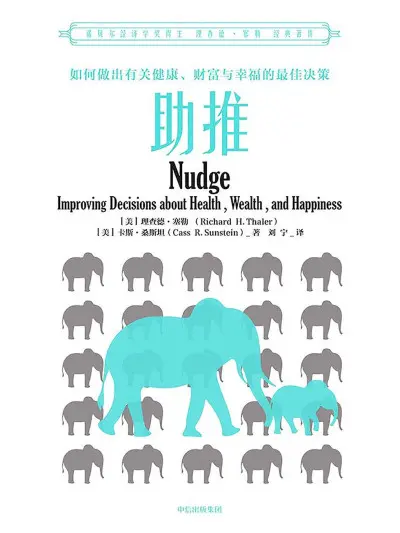 诺贝尔经济学奖得主 理查德·塞勒 经典著作
如何做出有关健康、财富与幸福的最佳决策
助推
Nudge
Improving Decisions about Health , Wealth , and Happiness
[美] 理查德·塞勒 (Richard H. Thaler)
[美] 卡斯·桑斯坦 (Cass R. Sunstein) _ 著 刘 宁 _ 译
中信出版集团